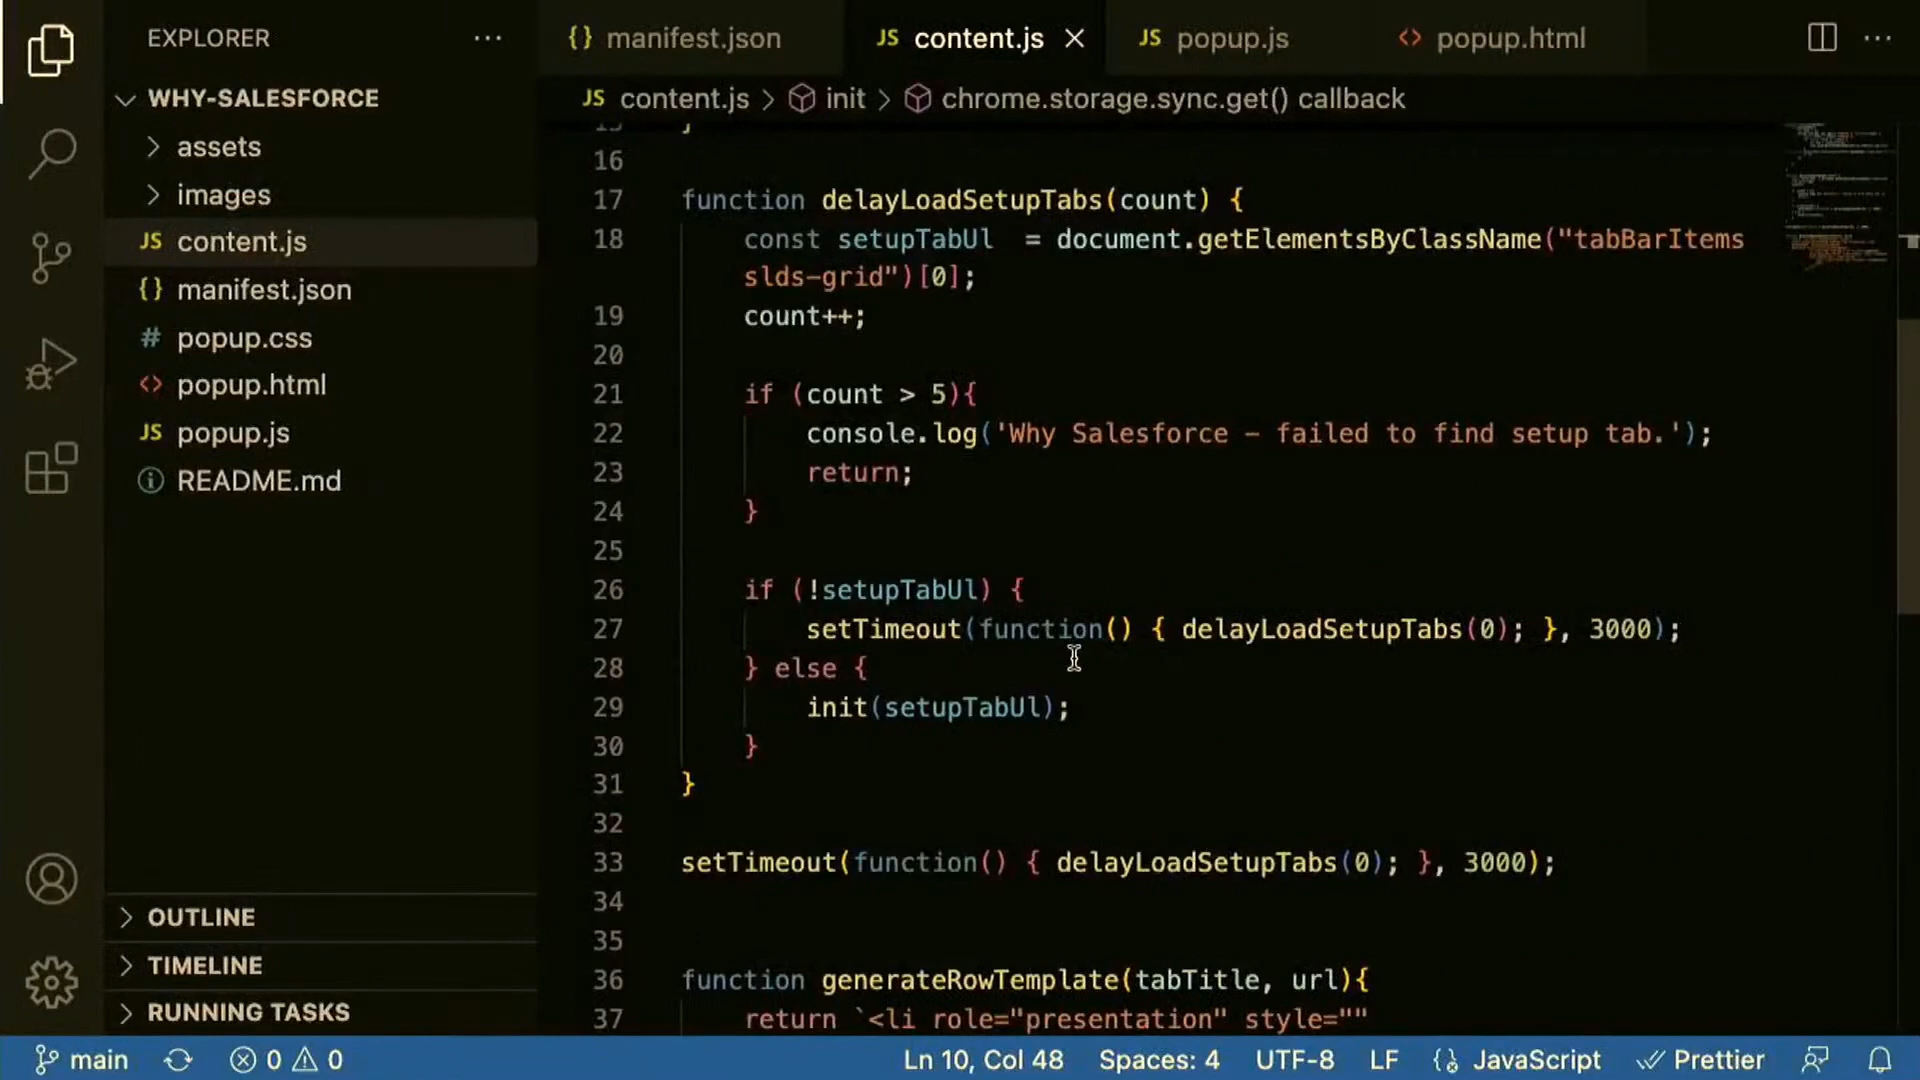 EXPLORER ...
WHY-SALESFORCE
assets
images
JS content.js
{} manifest.json
# popup.css
<> popup.html
JS popup.js
README.md
OUTLINE
TIMELINE
RUNNING TASKS
{} manifest.json
JS content.js
JS popup.js
<> popup.html
JS content.js > init > chrome.storage.sync.get() callback
15 }
16
17 function delayLoadSetupTabs(count) {
18 const setupTabUl  = document.getElementsByClassName("tabBarItems
slds-grid")[0];
19 count++;
20
21 if (count > 5){
22 console.log('Why Salesforce - failed to find setup tab.');
23 return;
24 }
25
26 if (!setupTabUl) {
27 setTimeout(function() { delayLoadSetupTabs(0); }, 3000);
28 } else {
29 init(setupTabUl);
30 }
31 }
32
33 setTimeout(function() { delayLoadSetupTabs(0); }, 3000);
34
35
36 function generateRowTemplate(tabTitle, url){
37 return `<li role="presentation" style=""
main 0 0 Ln 10, Col 48 Spaces: 4 UTF-8 LF {} JavaScript Prettier